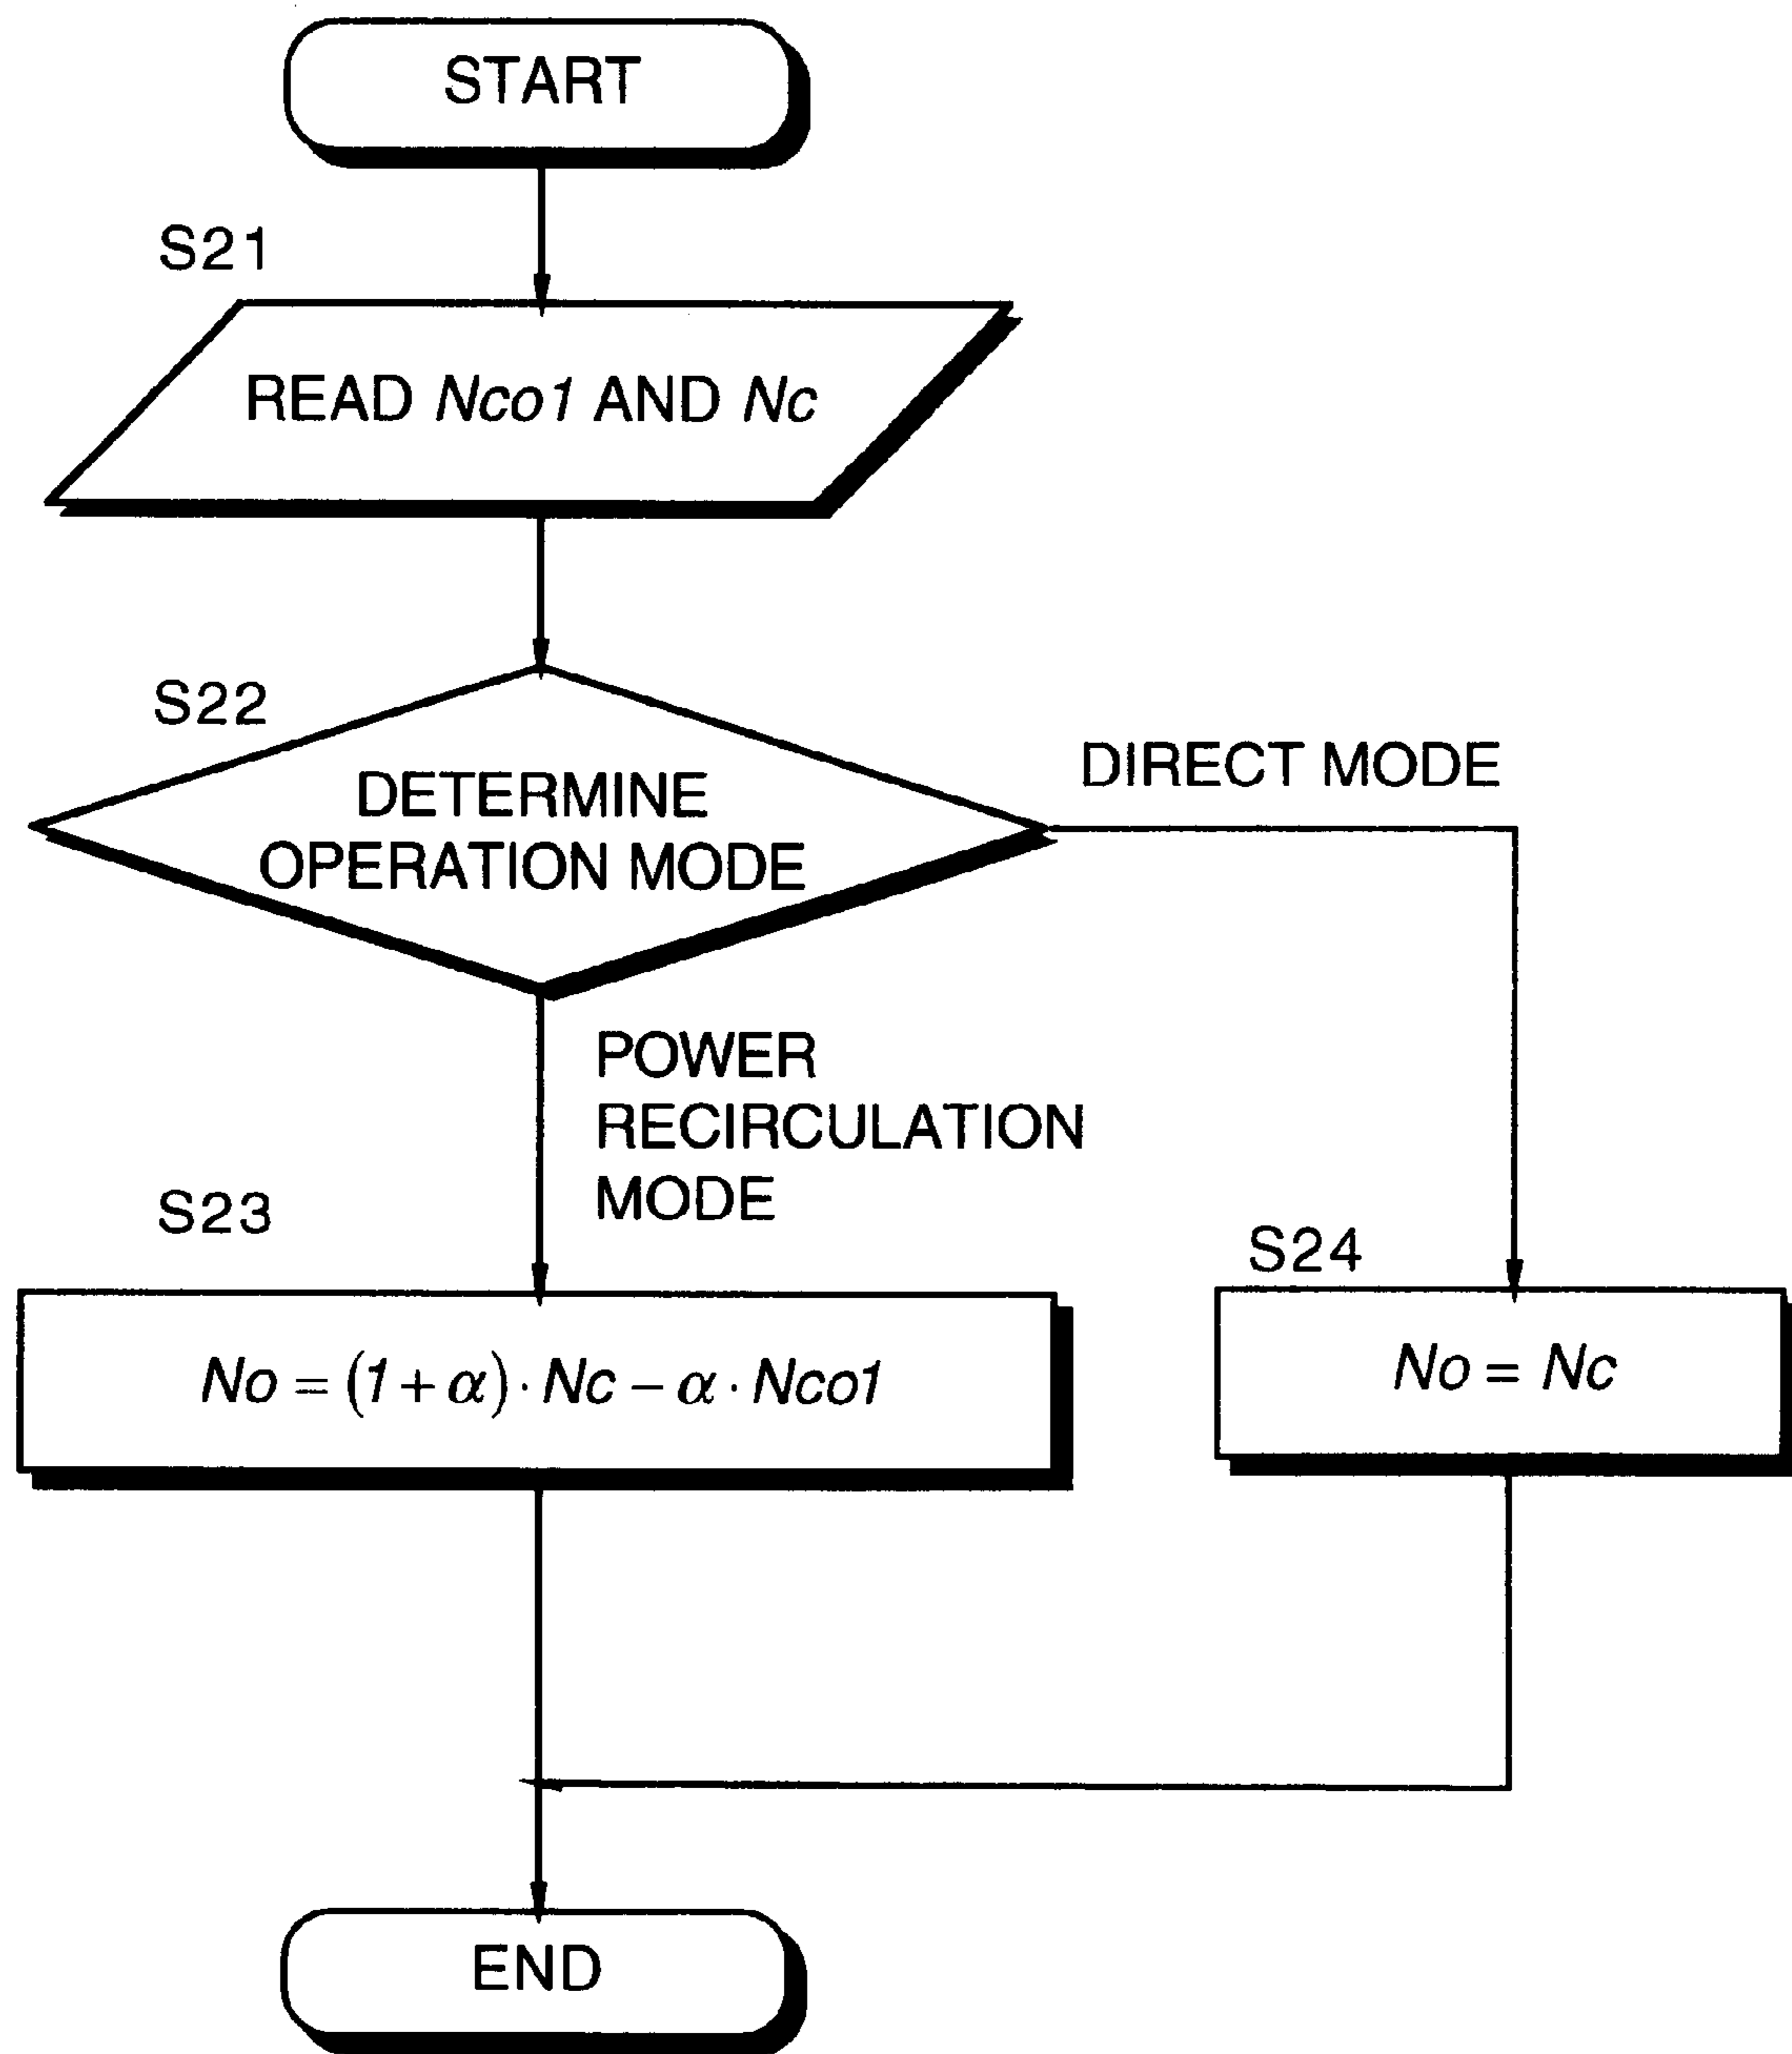 START
S21
READ Nco1 AND Nc
S22
DETERMINE
OPERATION MODE
DIRECT MODE
POWER
RECIRCULATION
MODE
S23
No = (1 + α) · Nc – α · Nco1
S24
No = Nc
END